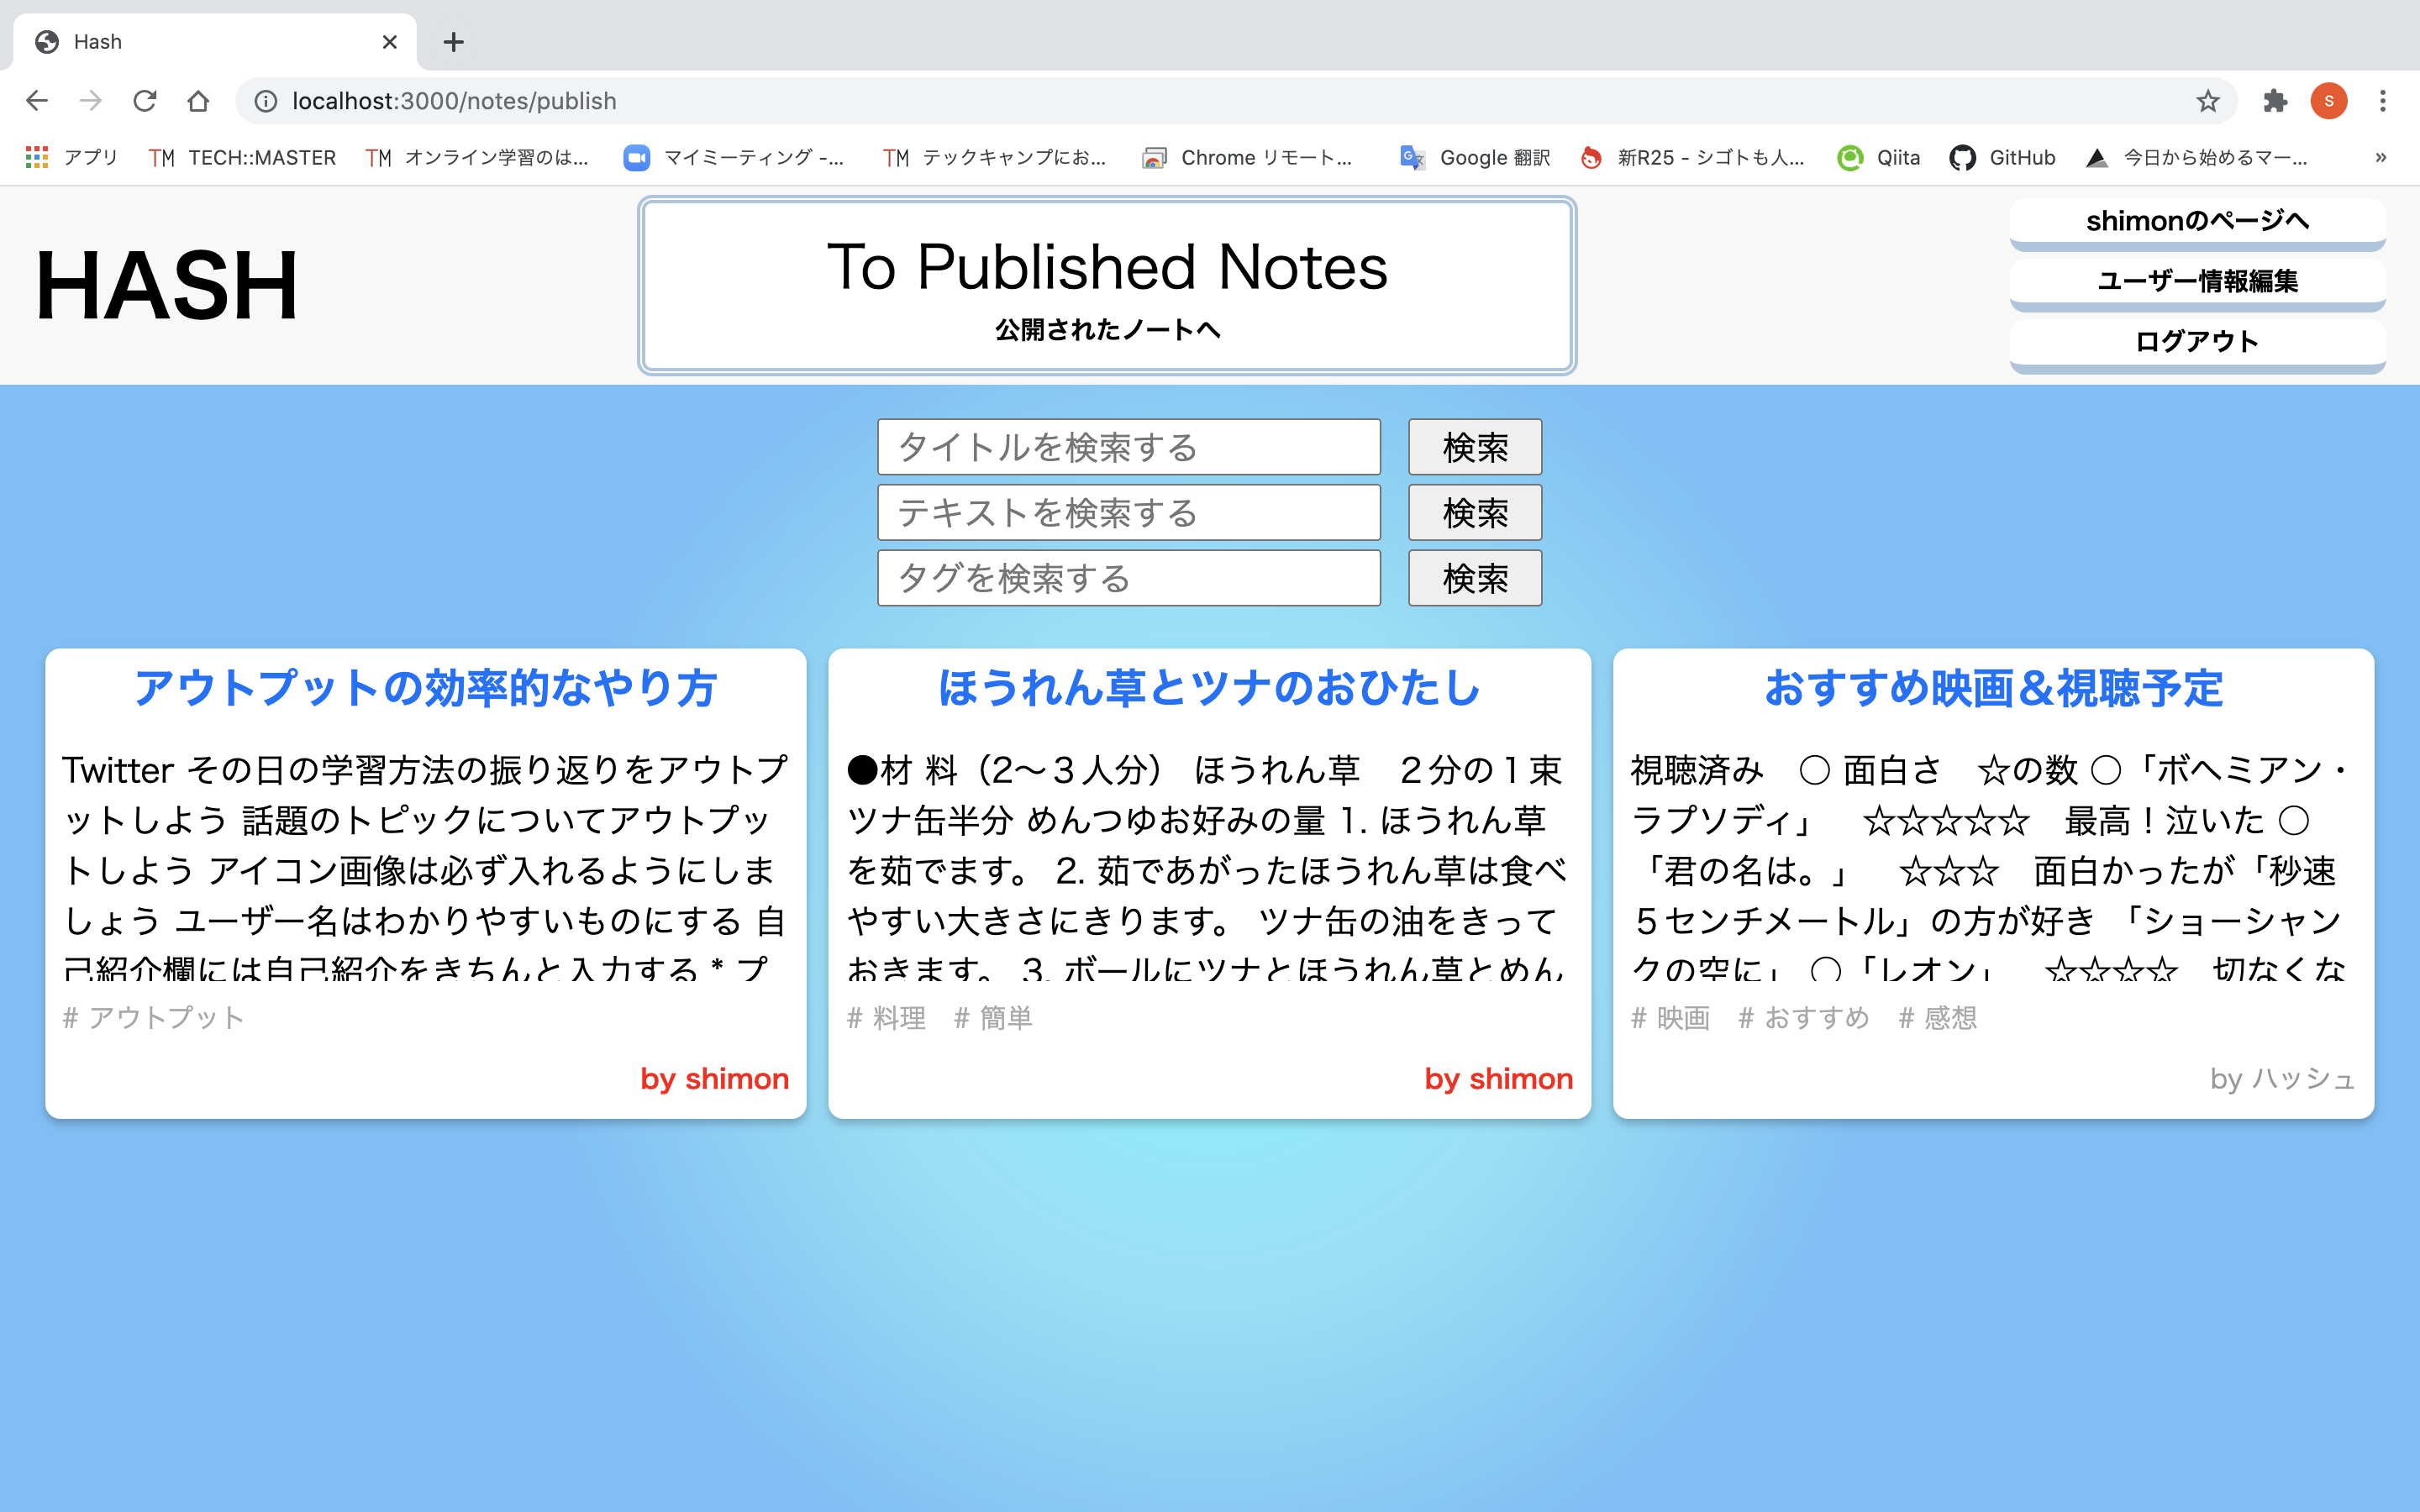 Hash
localhost:3000/notes/publish
S
アプリ TECH::MASTER オンライン学習のは... マイミーティング -... テックキャンプにお... Chrome リモート... Google 翻訳 新R25 - シゴトも人... Qiita GitHub 今日から始めるマー... »
HASH
To Published Notes
公開されたノートへ
shimonのページへ
ユーザー情報編集
ログアウト
タイトルを検索する 検索
テキストを検索する 検索
タグを検索する 検索
アウトプットの効率的なやり方
Twitter その日の学習方法の振り返りをアウトプ
ットしよう 話題のトピックについてアウトプッ
トしよう アイコン画像は必ず入れるようにしま
しょう ユーザー名はわかりやすいものにする 自
己紹介欄には自己紹介をきちんと入力する * プ
# アウトプット
by shimon
ほうれん草とツナのおひたし
●材 料（2〜３人分） ほうれん草　２分の１束
ツナ缶半分 めんつゆお好みの量 1. ほうれん草
を茹でます。 2. 茹であがったほうれん草は食べ
やすい大きさにきります。 ツナ缶の油をきって
おきます。 3. ボールにツナとほうれん草とめん
# 料理 # 簡単
by shimon
おすすめ映画＆視聴予定
視聴済み　○ 面白さ　☆の数 ○「ボヘミアン・
ラプソディ」　☆☆☆☆☆　最高！泣いた ○
「君の名は。」　☆☆☆　面白かったが「秒速
５センチメートル」の方が好き 「ショーシャン
クの空に」 ○「レオン」　☆☆☆☆　切なくな
# 映画 # おすすめ # 感想
by ハッシュ